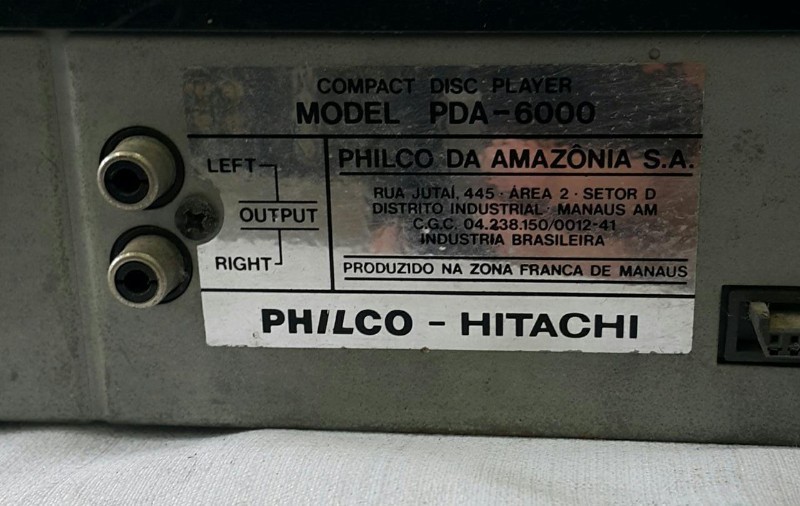 COMPACT DISC PLAYER
MODEL PDA-6000
LEFT
OUTPUT
RIGHT
PHILCO DA AMAZÔNIA S.A.
RUA JUTAÍ, 445 · ÁREA 2 · SETOR D
DISTRITO INDUSTRIAL · MANAUS AM
C.G.C. 04.238.150/0012-41
INDÚSTRIA BRASILEIRA
PRODUZIDO NA ZONA FRANCA DE MANAUS
PHILCO - HITACHI